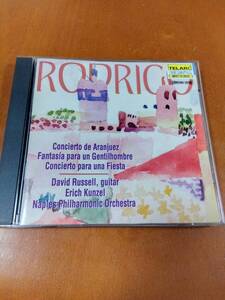 RODRIGO
TELARC
Concierto de Aranjuez
Fantasía para un Gentilhombre
Concierto para una Fiesta
David Russell, guitar
Erich Kunzel
Naples Philharmonic Orchestra